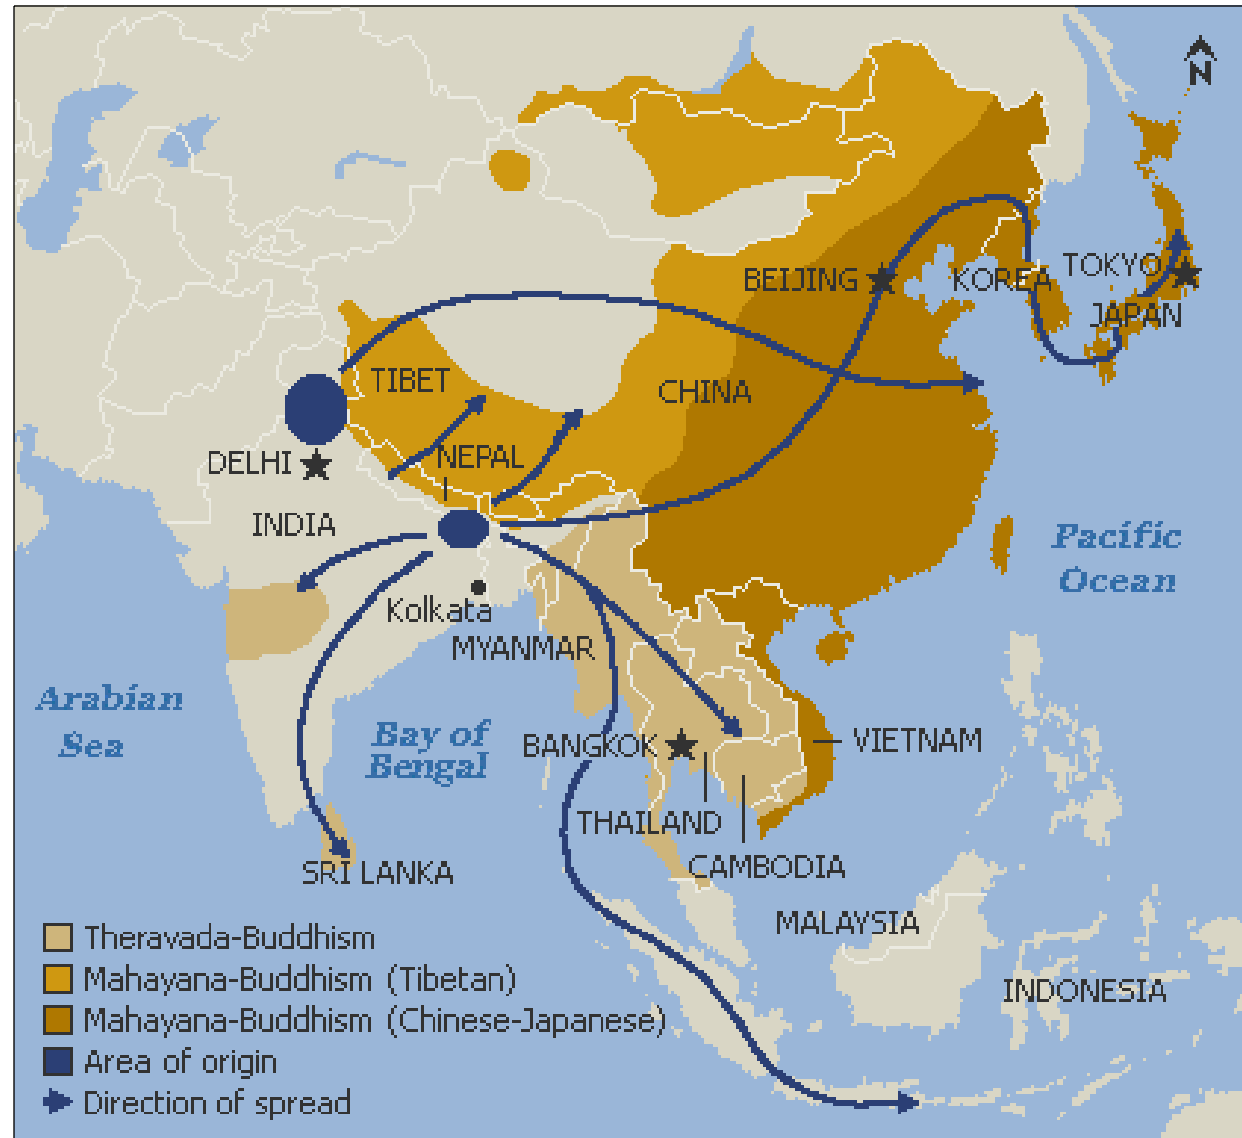 N
BEIJING
KOREA
TOKYO
JAPAN
TIBET
CHINA
NEPAL
DELHI
INDIA
Pacific
Ocean
Kolkata
MYANMAR
Arabian
Sea
Bay of
Bengal
BANGKOK
VIETNAM
THAILAND
CAMBODIA
SRI LANKA
MALAYSIA
INDONESIA
Theravada-Buddhism
Mahayana-Buddhism (Tibetan)
Mahayana-Buddhism (Chinese-Japanese)
Area of origin
Direction of spread